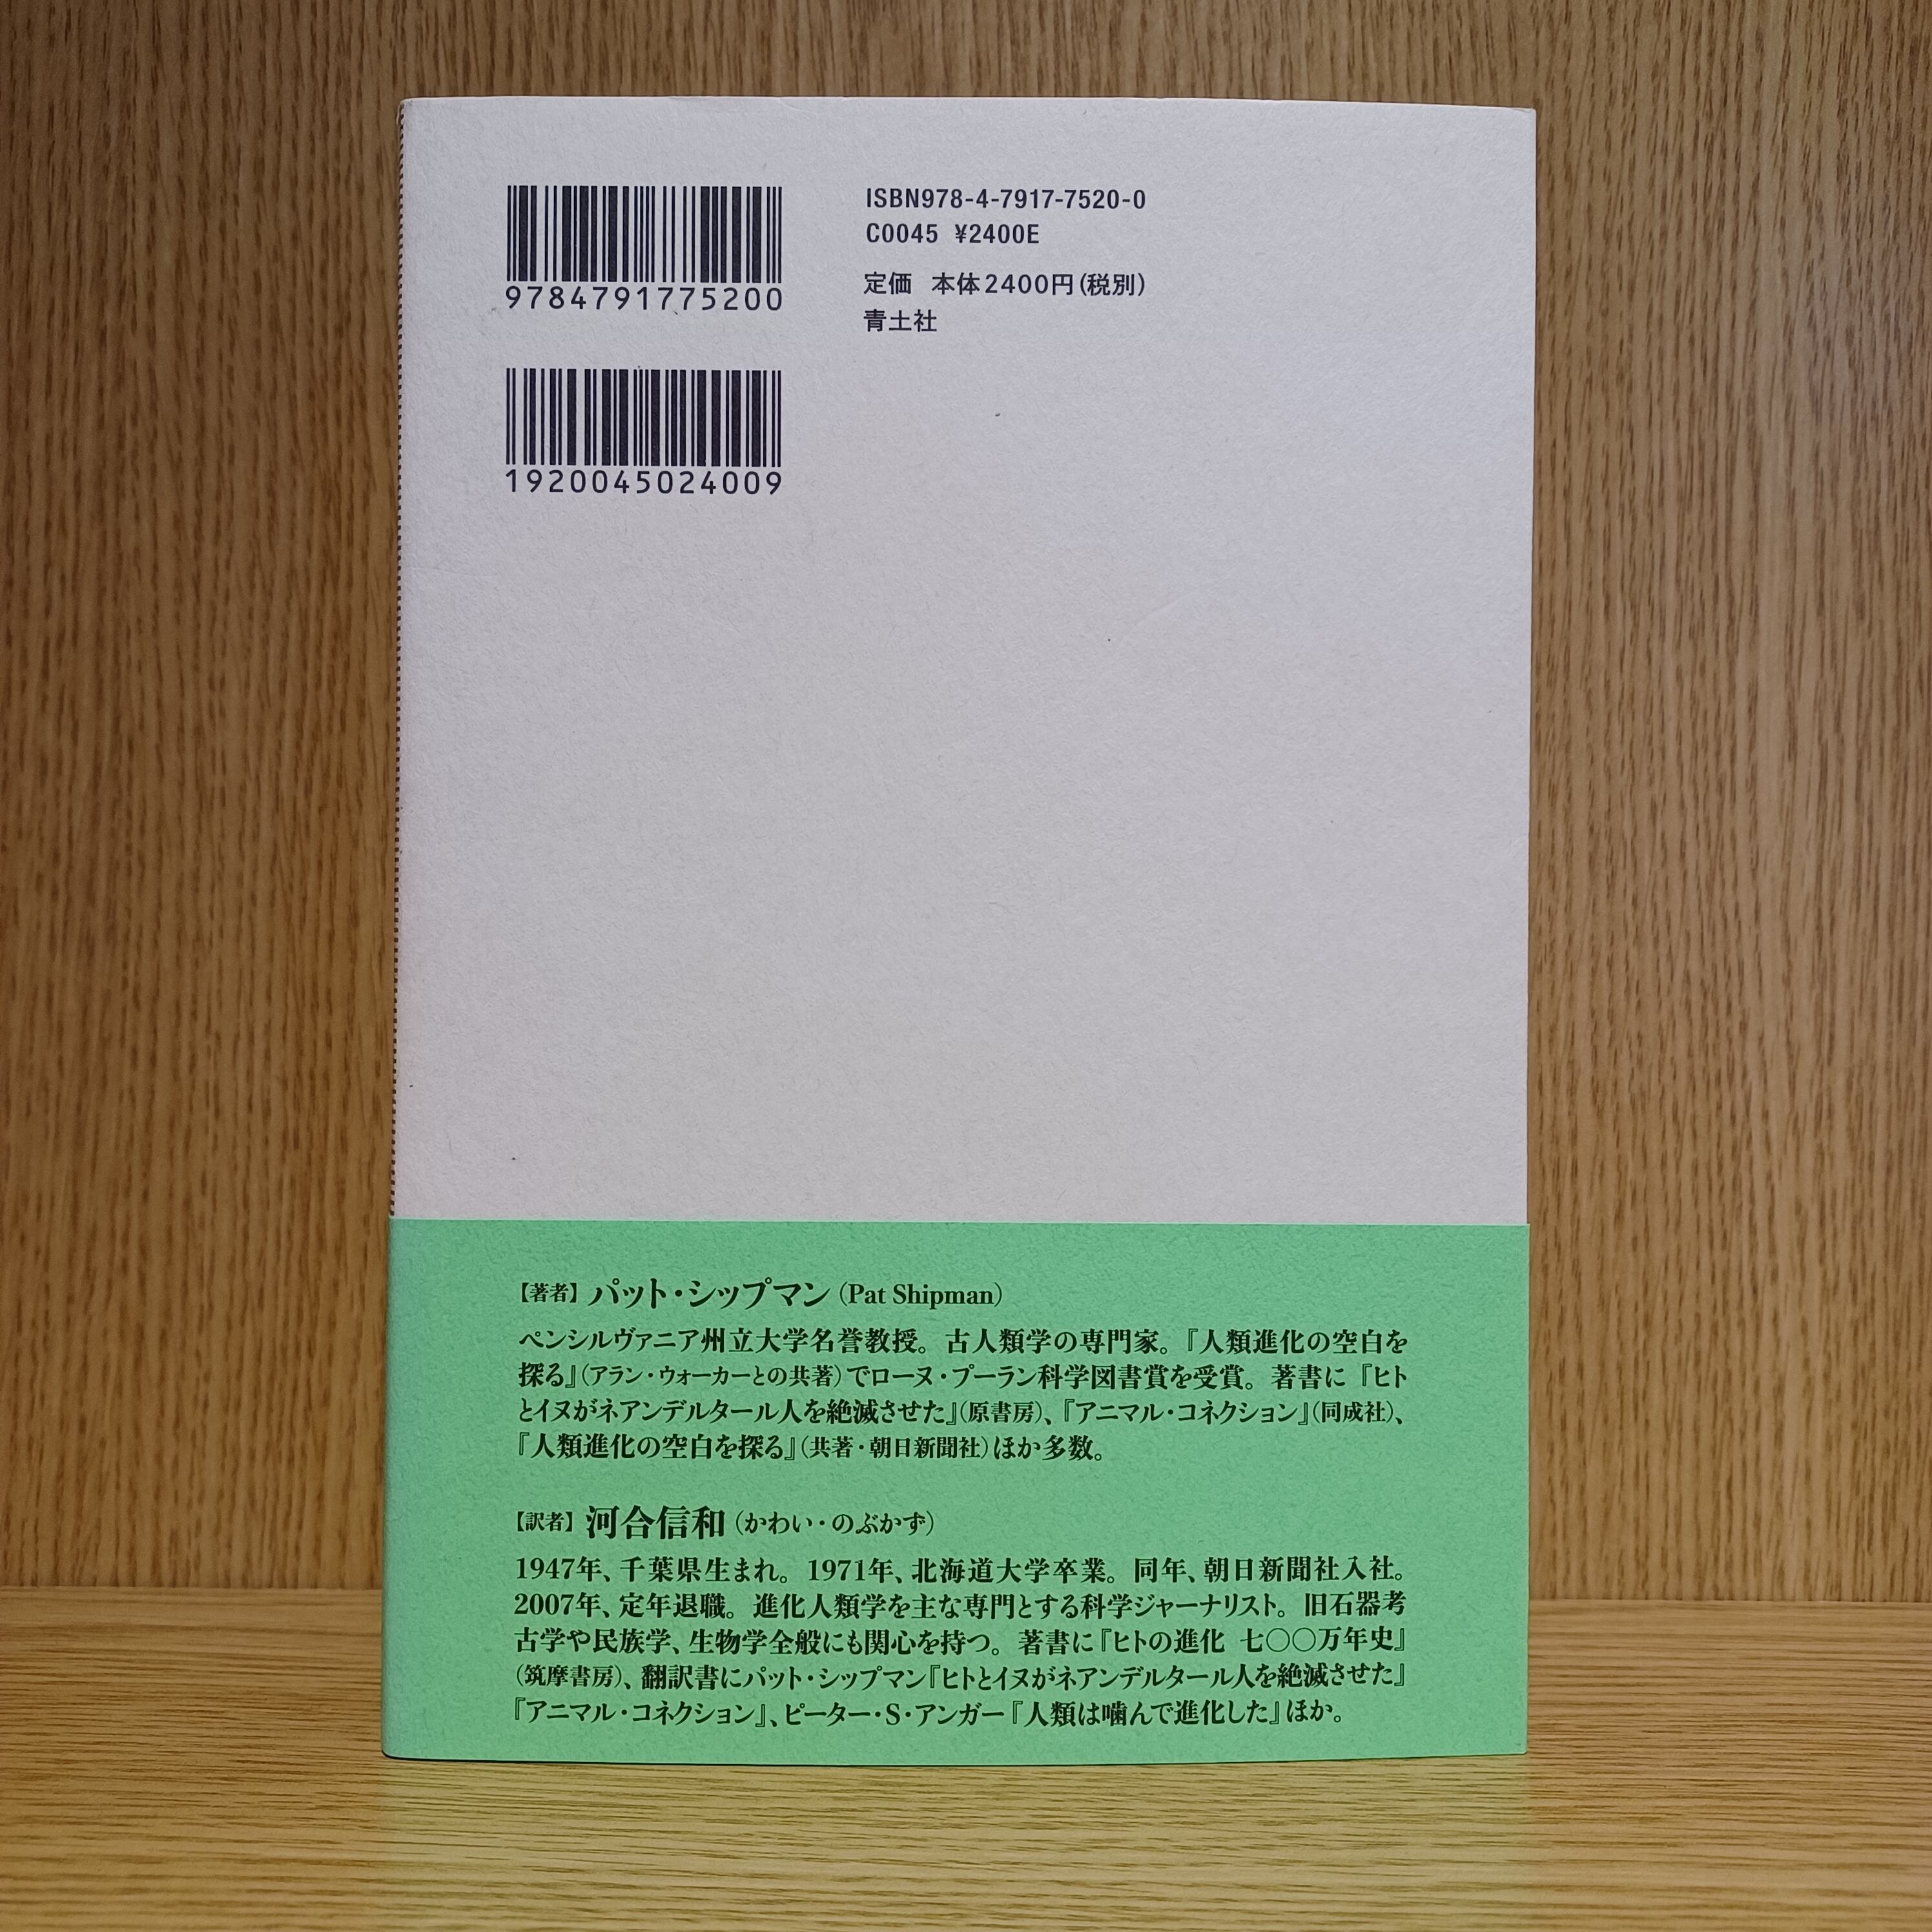 ISBN978-4-7917-7520-0
C0045 ¥2400E
定価 本体2400円(税別)
青土社
9784791775200
1920045024009
【著者】パット・シップマン(Pat Shipman)
ペンシルヴァニア州立大学名誉教授。古人類学の専門家。『人類進化の空白を
探る』(アラン・ウォーカーとの共著)でローヌ・プーラン科学図書賞を受賞。著書に『ヒト
とイヌがネアンデルタール人を絶滅させた』(原書房)、『アニマル・コネクション』(同成社)、
『人類進化の空白を探る』(共著・朝日新聞社)ほか多数。
【訳者】河合信和(かわい・のぶかず)
1947年、千葉県生まれ。1971年、北海道大学卒業。同年、朝日新聞社入社。
2007年、定年退職。進化人類学を主な専門とする科学ジャーナリスト。旧石器考
古学や民族学、生物学全般にも関心を持つ。著書に『ヒトの進化 七〇〇万年史』
(筑摩書房)、翻訳書にパット・シップマン『ヒトとイヌがネアンデルタール人を絶滅させた』
『アニマル・コネクション』、ピーター・S・アンガー『人類は噛んで進化した』ほか。